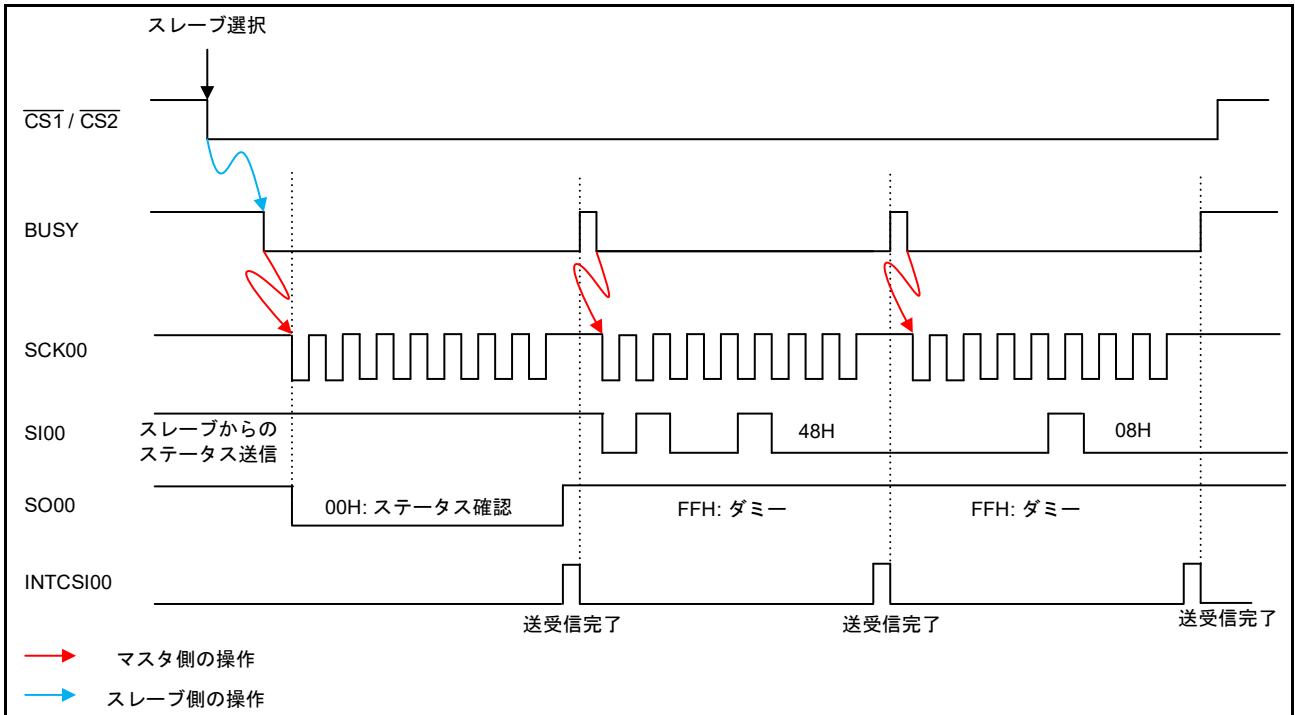 スレーブ選択
CS1 / CS2
BUSY
SCK00
SI00
スレーブからの
ステータス送信
48H
08H
SO00
00H: ステータス確認
FFH: ダミー
FFH: ダミー
INTCSI00
送受信完了
送受信完了
送受信完了
マスタ側の操作
スレーブ側の操作